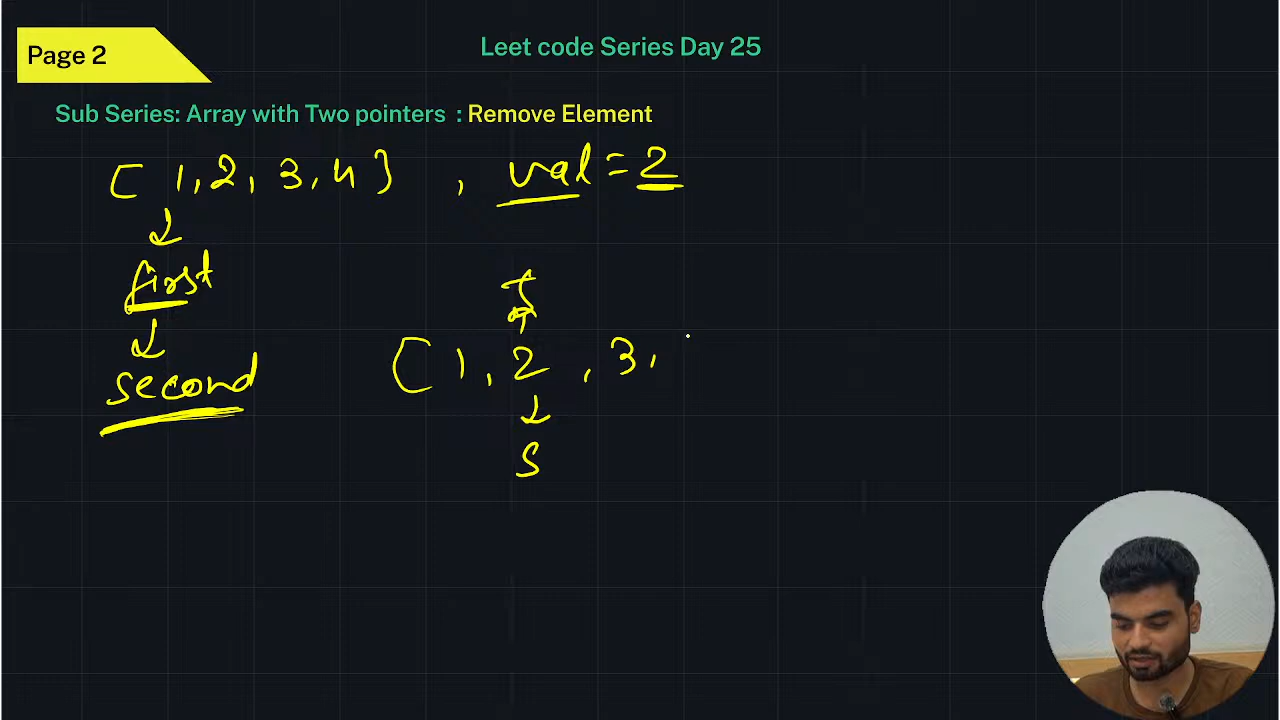 Page 2
Leet code Series Day 25
Sub Series: Array with Two pointers : Remove Element
[ 1, 2, 3, 4 ] , val = 2
first
second
f
[ 1, 2 , 3,
S